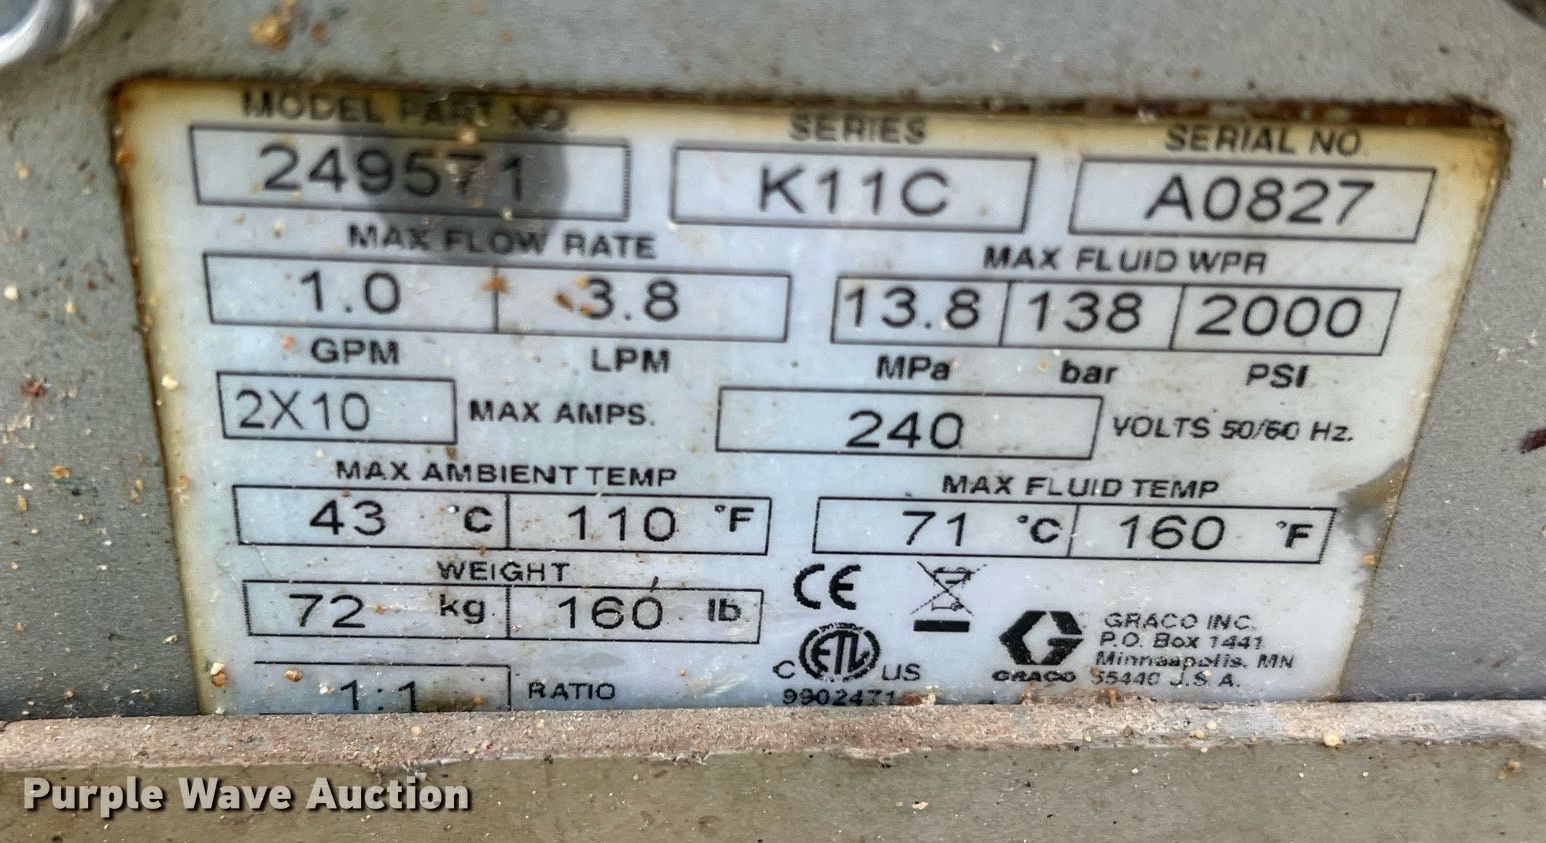 MODEL PART NO. SERIES SERIAL NO.
249571 K11C A0827
MAX FLOW RATE MAX FLUID WPR
1.0 3.8 13.8 138 2000
GPM LPM MPa bar PSI
2X10 MAX AMPS. 240 VOLTS 50/60 Hz.
MAX AMBIENT TEMP MAX FLUID TEMP
43 °C 110 °F 71 °C 160 °F
WEIGHT
72 kg 160 lb
CE
GRACO INC.
P.O. Box 1441
Minneapolis, MN
55440 U.S.A.
GRACO
C ETL US
9902471
1:1 RATIO
Purple Wave Auction